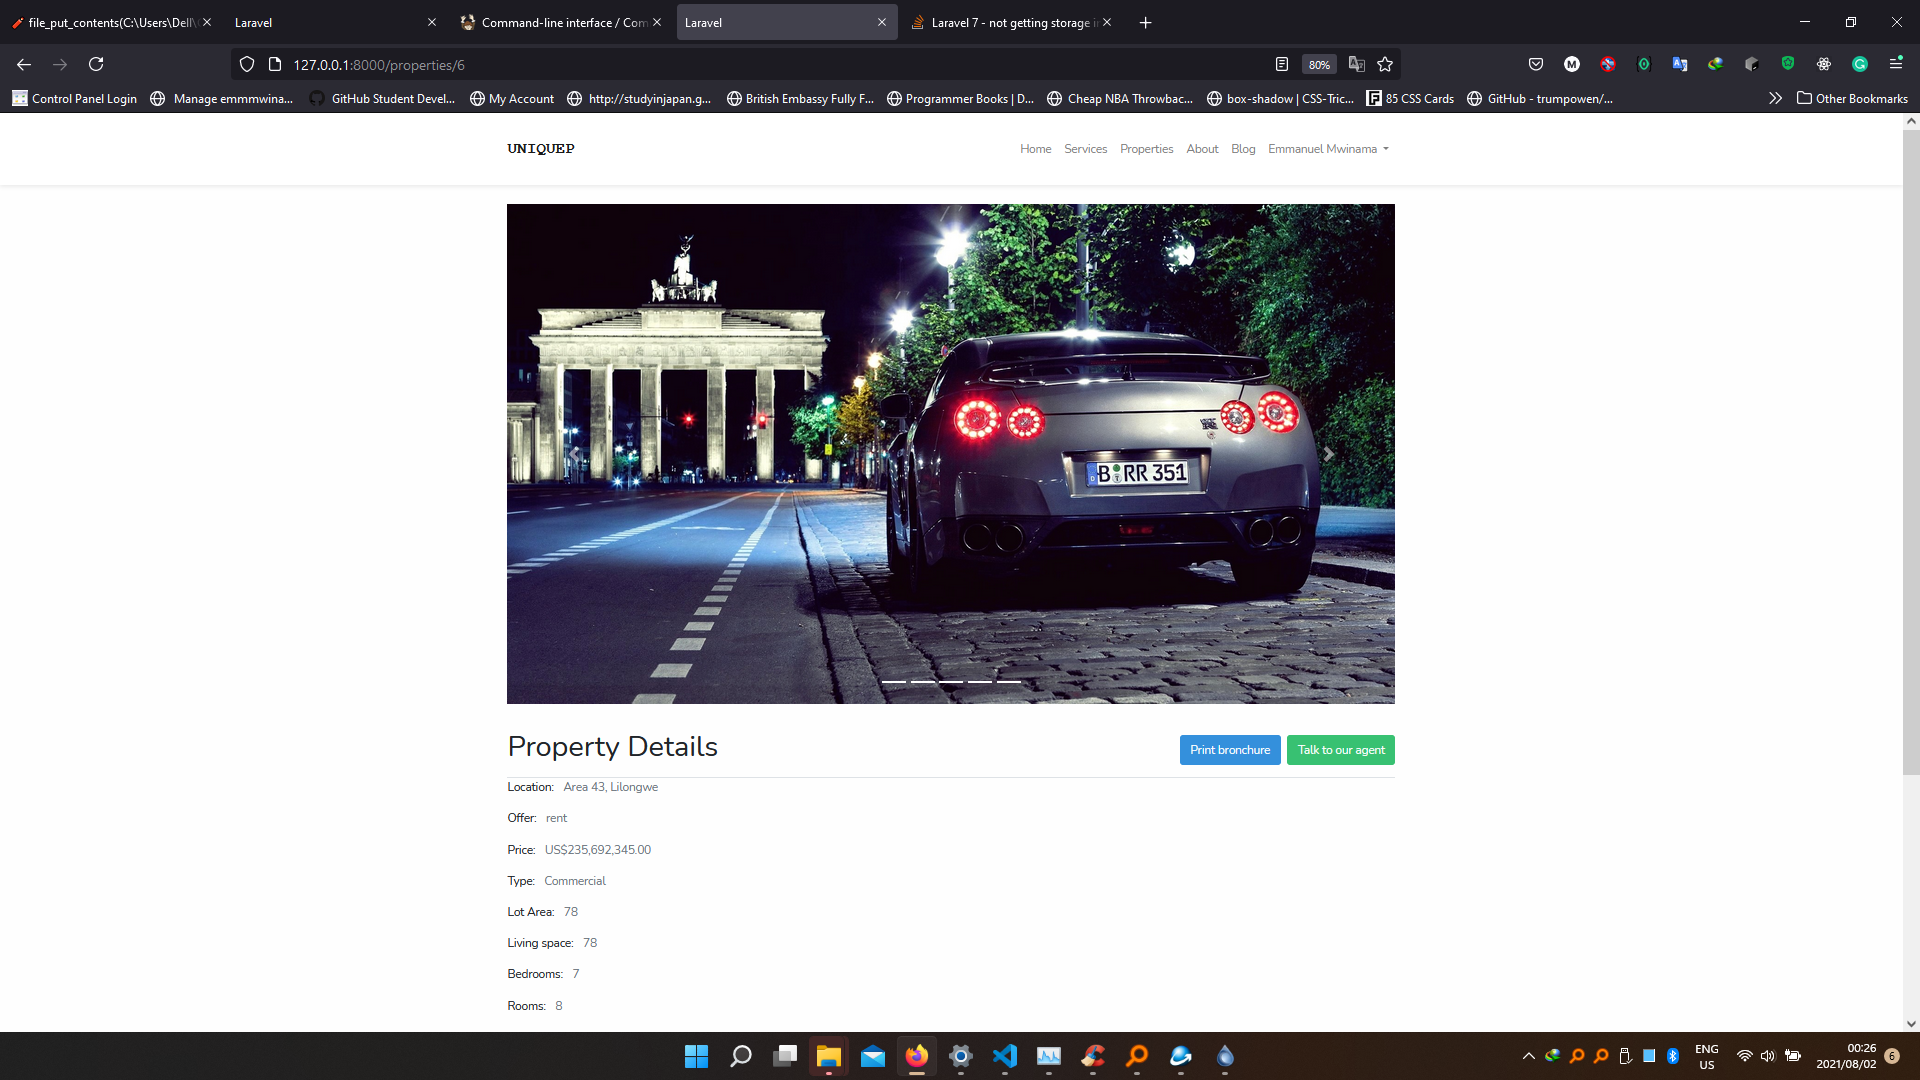 file_put_contents(C:\Users\Dell\
Laravel
Command-line interface / Com
Laravel
Laravel 7 - not getting storage i
127.0.0.1:8000/properties/6
80%
Control Panel Login
Manage emmmwina...
GitHub Student Devel...
My Account
http://studyinjapan.g...
British Embassy Fully F...
Programmer Books | D...
Cheap NBA Throwbac...
box-shadow | CSS-Tric...
85 CSS Cards
GitHub - trumpowen/...
Other Bookmarks
UNIQUEP
Home
Services
Properties
About
Blog
Emmanuel Mwinama
B RR 351
Property Details
Print bronchure
Talk to our agent
Location: Area 43, Lilongwe
Offer: rent
Price: US$235,692,345.00
Type: Commercial
Lot Area: 78
Living space: 78
Bedrooms: 7
Rooms: 8
ENG
US
00:26
2021/08/02
6